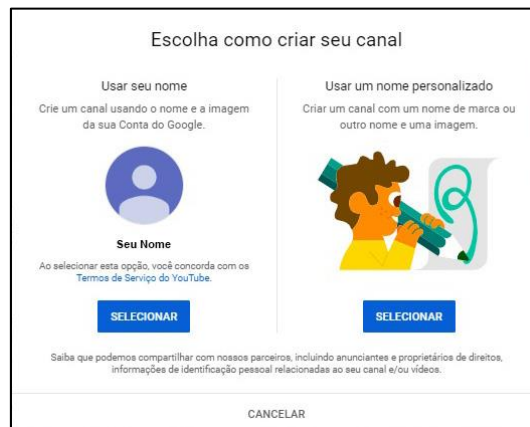 Escolha como criar seu canal
Usar seu nome
Crie um canal usando o nome e a imagem
da sua Conta do Google.
Seu Nome
Ao selecionar esta opção, você concorda com os
Termos de Serviço do YouTube.
SELECIONAR
Usar um nome personalizado
Criar um canal com um nome de marca ou
outro nome e uma imagem.
SELECIONAR
Saiba que podemos compartilhar com nossos parceiros, incluindo anunciantes e proprietários de direitos,
informações de identificação pessoal relacionadas ao seu canal e/ou vídeos.
CANCELAR